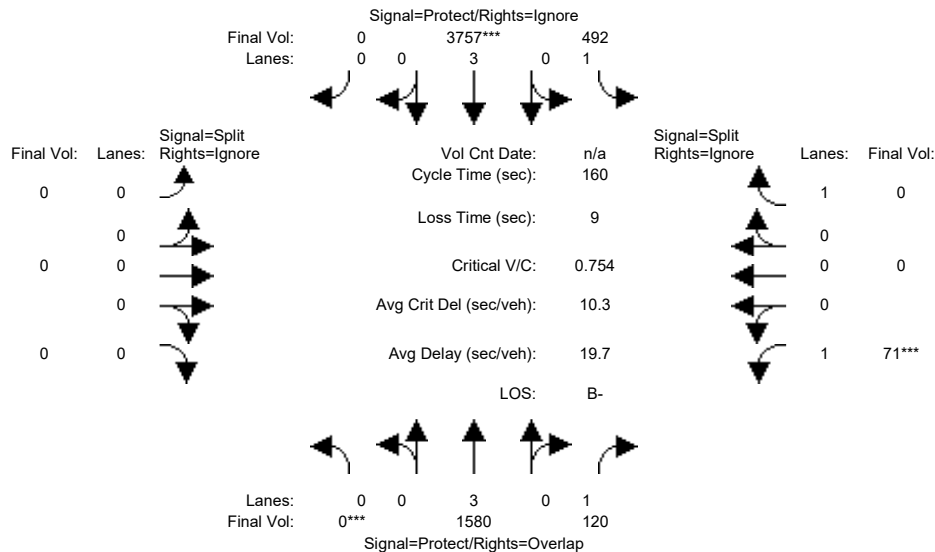 Signal=Protect/Rights=Ignore
Final Vol: 0 3757*** 492
Lanes: 0 0 3 0 1
Signal=Split
Signal=Split
Final Vol: Lanes: Rights=Ignore Vol Cnt Date: n/a Rights=Ignore Lanes: Final Vol:
Cycle Time (sec): 160
0 0 1 0
Loss Time (sec): 9
0 0
0 0 Critical V/C: 0.754 0 0
0 Avg Crit Del (sec/veh): 10.3 0
0 0 Avg Delay (sec/veh): 19.7 1 71***
LOS: B-
Lanes: 0 0 3 0 1
Final Vol: 0*** 1580 120
Signal=Protect/Rights=Overlap